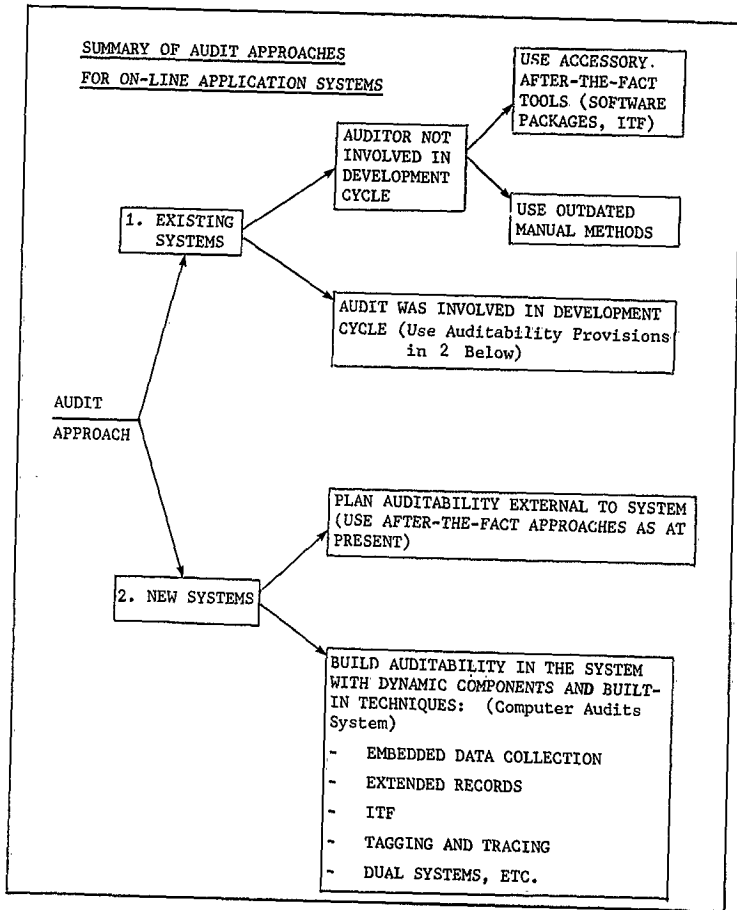 SUMMARY OF AUDIT APPROACHES
FOR ON-LINE APPLICATION SYSTEMS
USE ACCESSORY.
AFTER-THE-FACT
TOOLS (SOFTWARE
PACKAGES, ITF)
AUDITOR NOT
INVOLVED IN
DEVELOPMENT
CYCLE
USE OUTDATED
MANUAL METHODS
1. EXISTING
SYSTEMS
AUDIT WAS INVOLVED IN DEVELOPMENT
CYCLE (Use Auditability Provisions
in 2 Below)
AUDIT
APPROACH
PLAN AUDITABILITY EXTERNAL TO SYSTEM
(USE AFTER-THE-FACT APPROACHES AS AT
PRESENT)
2. NEW SYSTEMS
BUILD AUDITABILITY IN THE SYSTEM
WITH DYNAMIC COMPONENTS AND BUILT-
IN TECHNIQUES: (Computer Audits
System)
- EMBEDDED DATA COLLECTION
- EXTENDED RECORDS
- ITF
- TAGGING AND TRACING
- DUAL SYSTEMS, ETC.